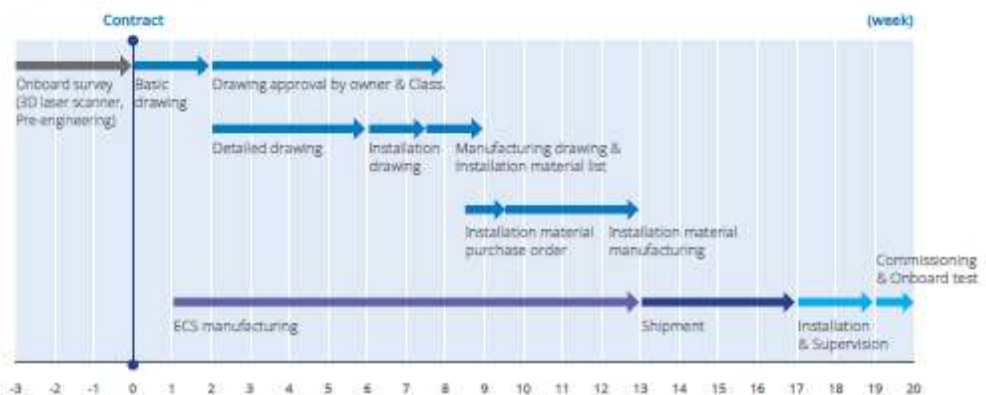 Contract
(week)
Onboard survey
(3D laser scanner,
Pre-engineering)
Basic
drawing
Drawing approval by owner & Class.
Detailed drawing
Installation
drawing
Manufacturing drawing &
Installation material list
Installation material
purchase order
Installation material
manufacturing
Commissioning
& Onboard test
ECS manufacturing
Shipment
Installation
& Supervision
-3 -2 -1 0 1 2 3 4 5 6 7 8 9 10 11 12 13 14 15 16 17 18 19 20